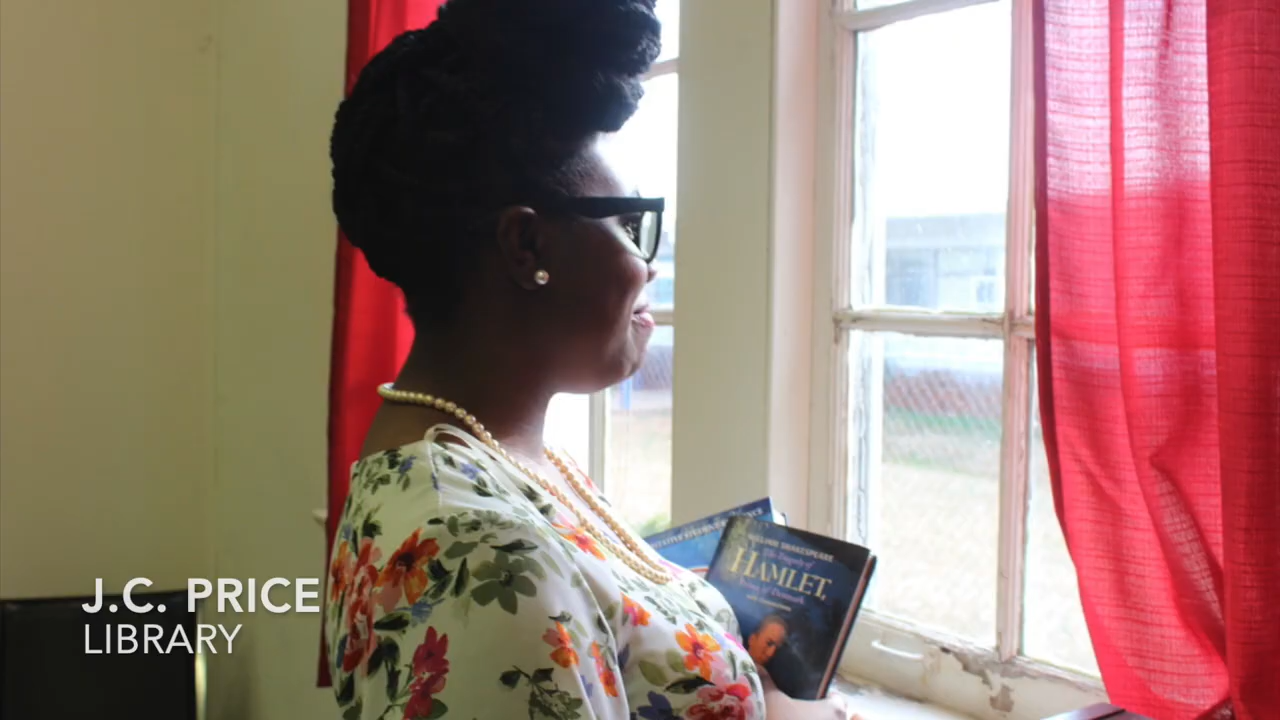 J.C. PRICE
LIBRARY
WILLIAM SHAKESPEARE
The Tragedy of
HAMLET,
Prince of Denmark